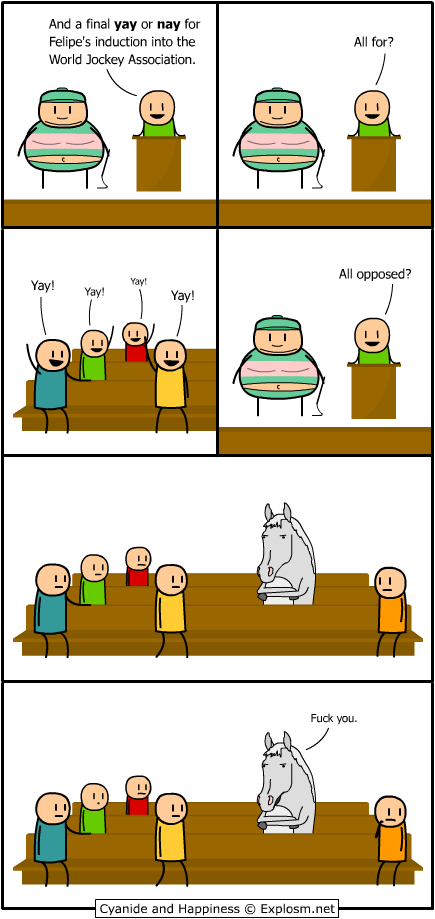 And a final yay or nay for
Felipe's induction into the
World Jockey Association.
All for?
Yay!
Yay!
Yay!
Yay!
All opposed?
Fuck you.
Cyanide and Happiness © Explosm.net